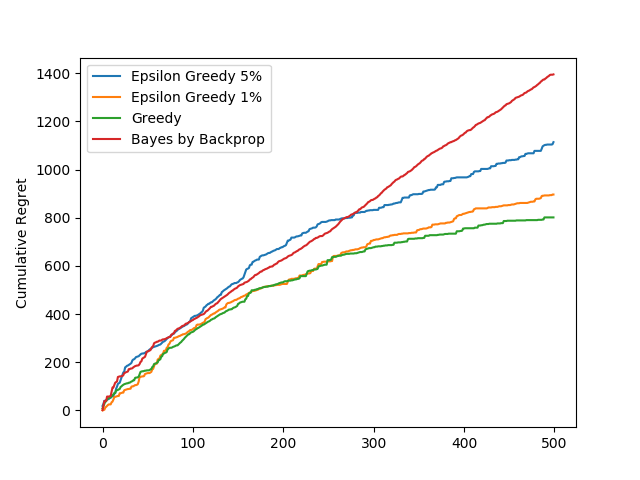 Epsilon Greedy 5%
Epsilon Greedy 1%
Greedy
Bayes by Backprop
Cumulative Regret
1400
1200
1000
800
600
400
200
0
0 100 200 300 400 500